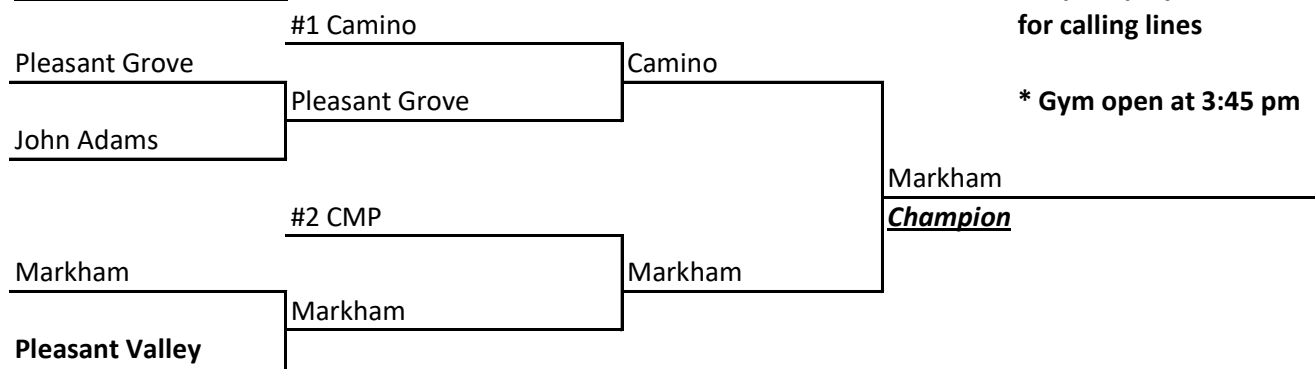 #1 Camino
for calling lines
Pleasant Grove
Camino
Pleasant Grove
* Gym open at 3:45 pm
John Adams
Markham
#2 CMP
Champion
Markham
Markham
Markham
Pleasant Valley